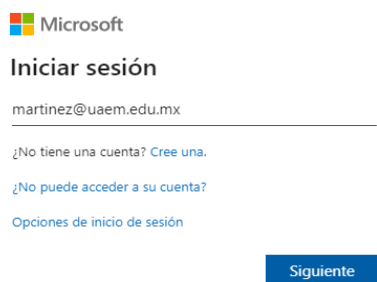 Microsoft
Iniciar sesión
martinez@uaem.edu.mx
¿No tiene una cuenta? Cree una.
¿No puede acceder a su cuenta?
Opciones de inicio de sesión
Siguiente